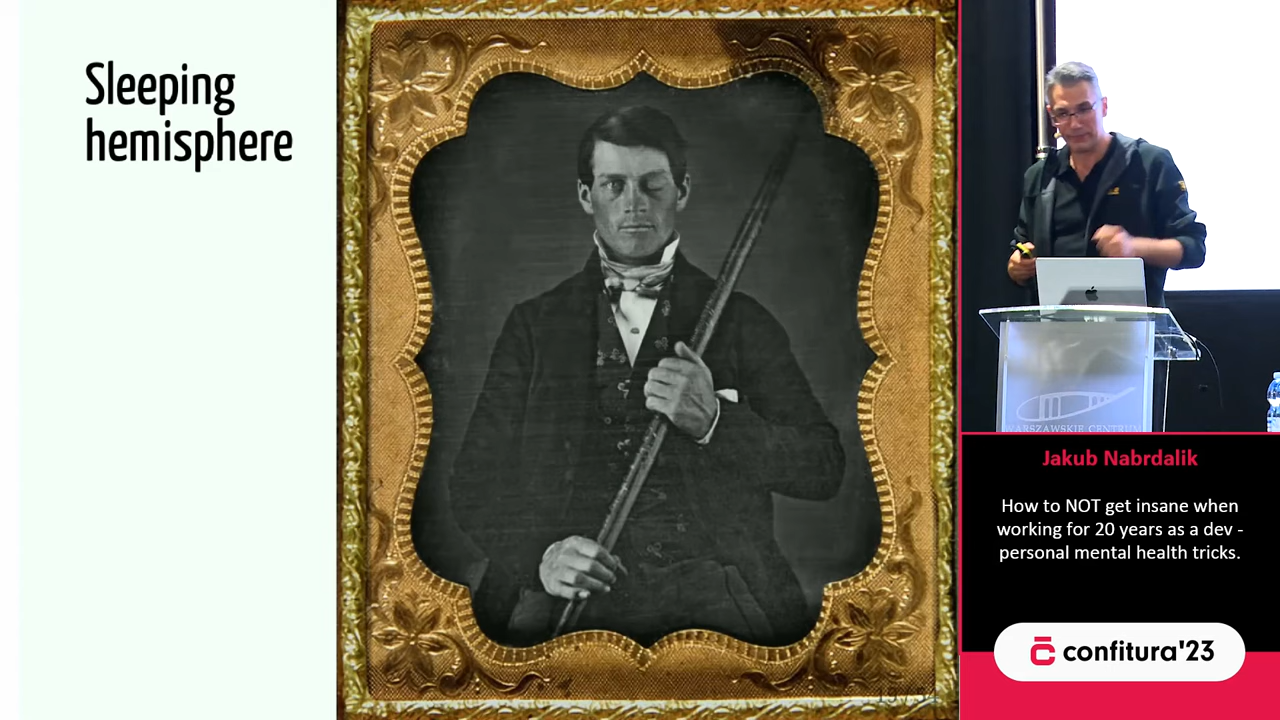 Sleeping
hemisphere
WARSZAWSKIE CENTRUM
Jakub Nabrdalik
How to NOT get insane when
working for 20 years as a dev -
personal mental health tricks.
confitura'23